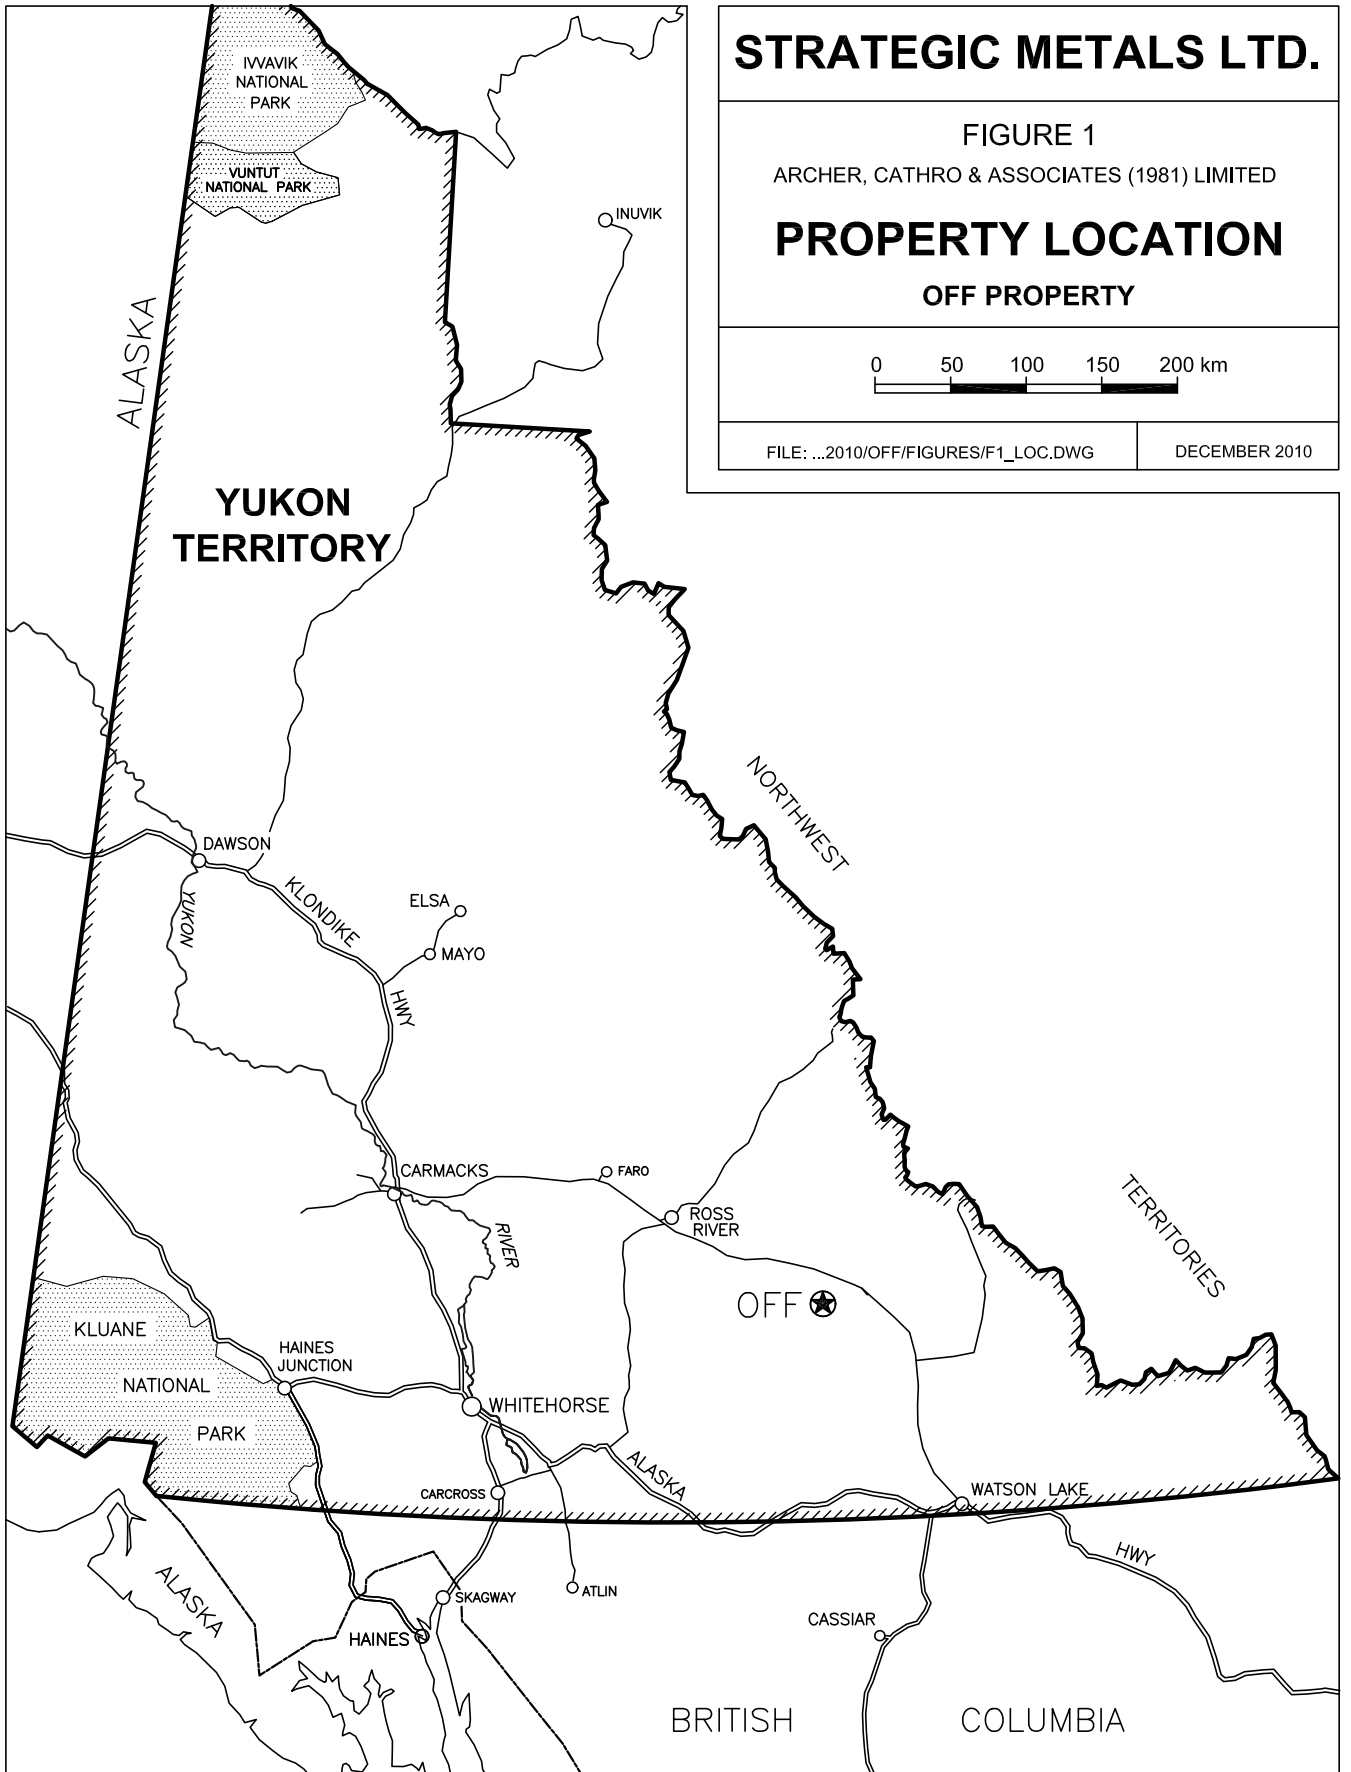 STRATEGIC METALS LTD.
FIGURE 1
ARCHER, CATHRO & ASSOCIATES (1981) LIMITED
PROPERTY LOCATION
OFF PROPERTY
0 50 100 150 200 km
FILE: ...2010/OFF/FIGURES/F1_LOC.DWG
DECEMBER 2010
IVVAVIK
NATIONAL
PARK
VUNTUT
NATIONAL PARK
INUVIK
ALASKA
YUKON
TERRITORY
NORTHWEST
TERRITORIES
DAWSON
YUKON
KLONDIKE
HWY
ELSA
MAYO
CARMACKS
FARO
ROSS
RIVER
RIVER
OFF
KLUANE
NATIONAL
PARK
HAINES
JUNCTION
WHITEHORSE
ALASKA
CARCROSS
WATSON LAKE
HWY
ALASKA
SKAGWAY
ATLIN
HAINES
CASSIAR
BRITISH
COLUMBIA